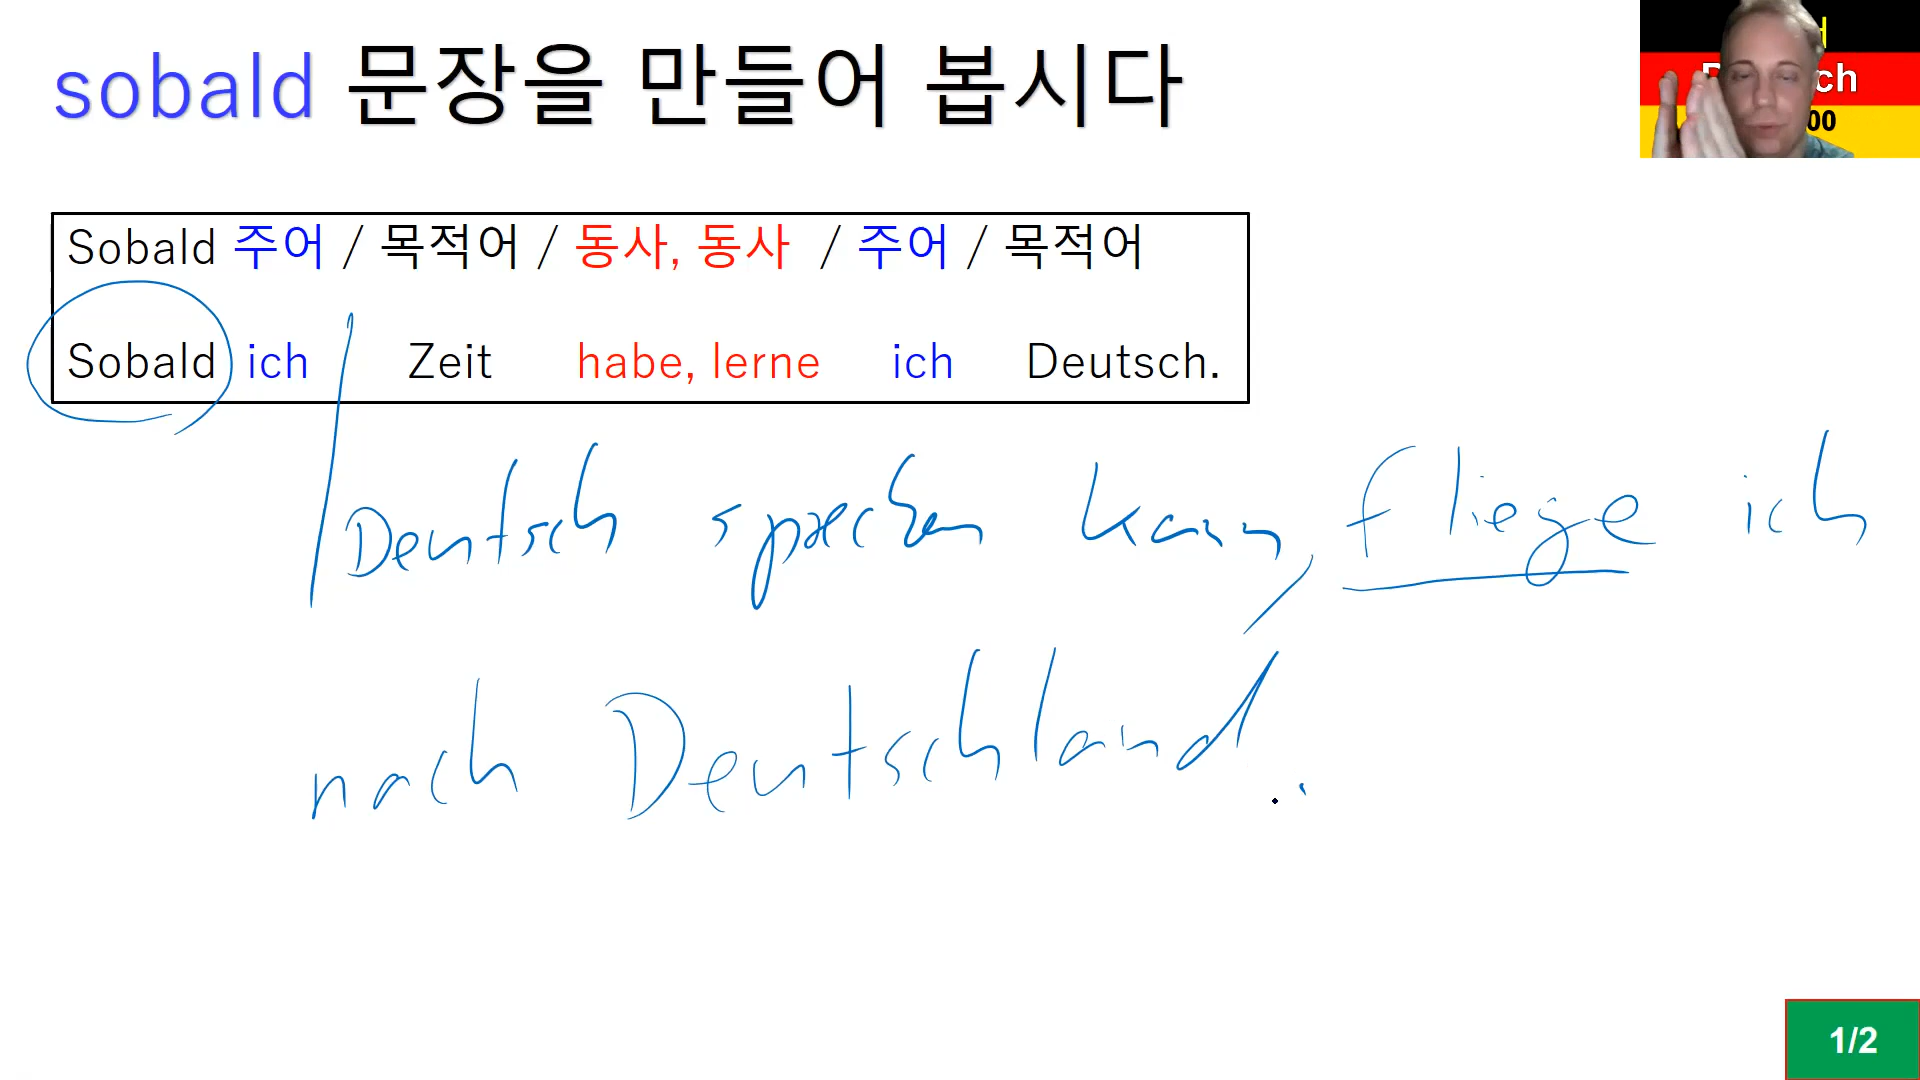 sobald 문장을 만들어 봅시다
ch
00
Sobald 주어 / 목적어 / 동사, 동사 / 주어 / 목적어
Sobald ich Zeit habe, lerne ich Deutsch.
Deutsch sprechen kann, fliege ich
nach Deutschland.
1/2